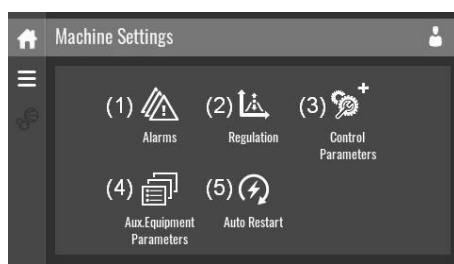 Machine Settings
(1) (2) (3)
Alarms Regulation Control
Parameters
(4) (5)
Aux.Equipment Auto Restart
Parameters